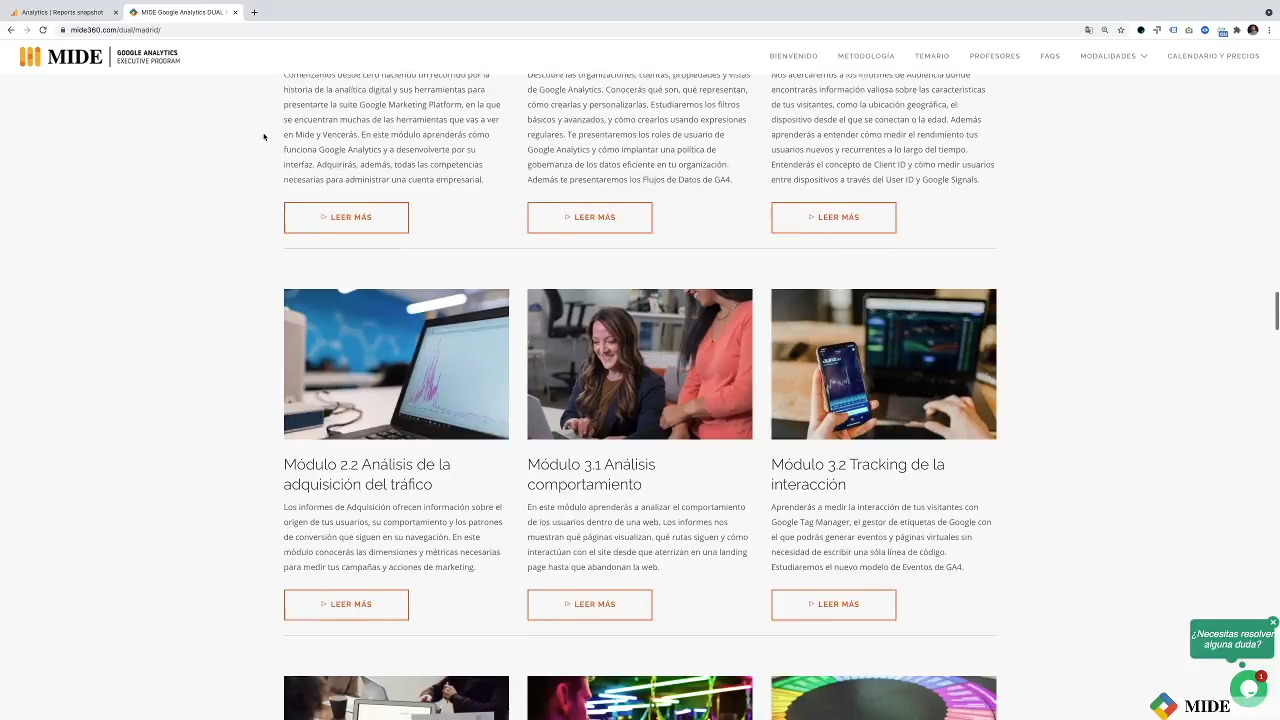 Analytics | Reports snapshot
MIDE Google Analytics DUAL
mide360.com/dual/madrid/
MIDE
GOOGLE ANALYTICS
EXECUTIVE PROGRAM
BIENVENIDO
METODOLOGÍA
TEMARIO
PROFESORES
FAQS
MODALIDADES
CALENDARIO Y PRECIOS
Comenzamos desde cero haciendo un recorrido por la
historia de la analítica digital y sus herramientas para
presentarte la suite Google Marketing Platform, en la que
se encuentran muchas de las herramientas que vas a ver
en Mide y Vencerás. En este módulo aprenderás cómo
funciona Google Analytics y a desenvolverte por su
interfaz. Adquirirás, además, todas las competencias
necesarias para administrar una cuenta empresarial.
LEER MÁS
Descubre las organizaciones, cuentas, propiedades y vistas
de Google Analytics. Conocerás qué son, qué representan,
cómo crearlas y personalizarlas. Estudiaremos los filtros
básicos y avanzados, y cómo crearlos usando expresiones
regulares. Te presentaremos los roles de usuario de
Google Analytics y cómo implantar una política de
gobernanza de los datos eficiente en tu organización.
Además te presentaremos los Flujos de Datos de GA4.
LEER MÁS
Nos acercaremos a los informes de Audiencia donde
encontrarás información valiosa sobre las características
de tus visitantes, como la ubicación geográfica, el
dispositivo desde el que se conectan o la edad. Además
aprenderás a entender cómo medir el rendimiento tus
usuarios nuevos y recurrentes a lo largo del tiempo.
Entenderás el concepto de Client ID y cómo medir usuarios
entre dispositivos a través del User ID y Google Signals.
LEER MÁS
Módulo 2.2 Análisis de la
adquisición del tráfico
Los informes de Adquisición ofrecen información sobre el
origen de tus usuarios, su comportamiento y los patrones
de conversión que siguen en su navegación. En este
módulo conocerás las dimensiones y métricas necesarias
para medir tus campañas y acciones de marketing.
LEER MÁS
Módulo 3.1 Análisis
comportamiento
En este módulo aprenderás a analizar el comportamiento
de los usuarios dentro de una web. Los informes nos
muestran qué páginas visualizan, qué rutas siguen y cómo
interactúan con el site desde que aterrizan en una landing
page hasta que abandonan la web.
LEER MÁS
Módulo 3.2 Tracking de la
interacción
Aprenderás a medir la interacción de tus visitantes con
Google Tag Manager, el gestor de etiquetas de Google con
el que podrás generar eventos y páginas virtuales sin
necesidad de escribir una sóla línea de código.
Estudiaremos el nuevo modelo de Eventos de GA4.
LEER MÁS
¿Necesitas resolver
alguna duda?
1
MIDE